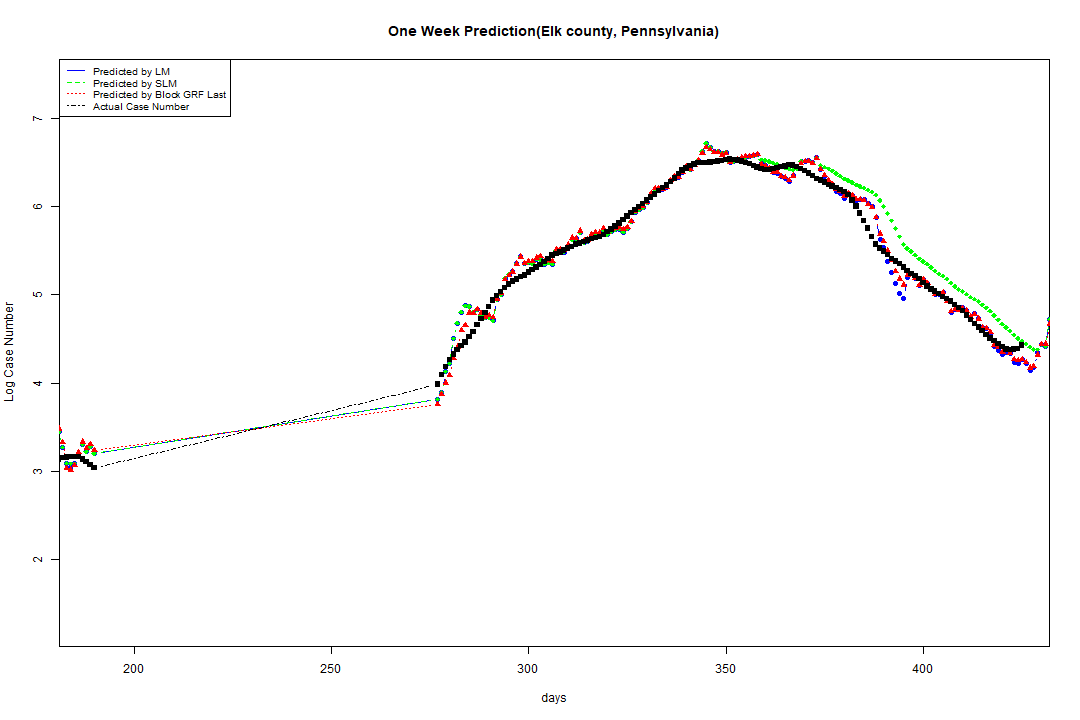 One Week Prediction(Elk county, Pennsylvania)
Predicted by LM
Predicted by SLM
Predicted by Block GRF Last
Actual Case Number
7
6
5
4
3
2
Log Case Number
200 250 300 350 400
days